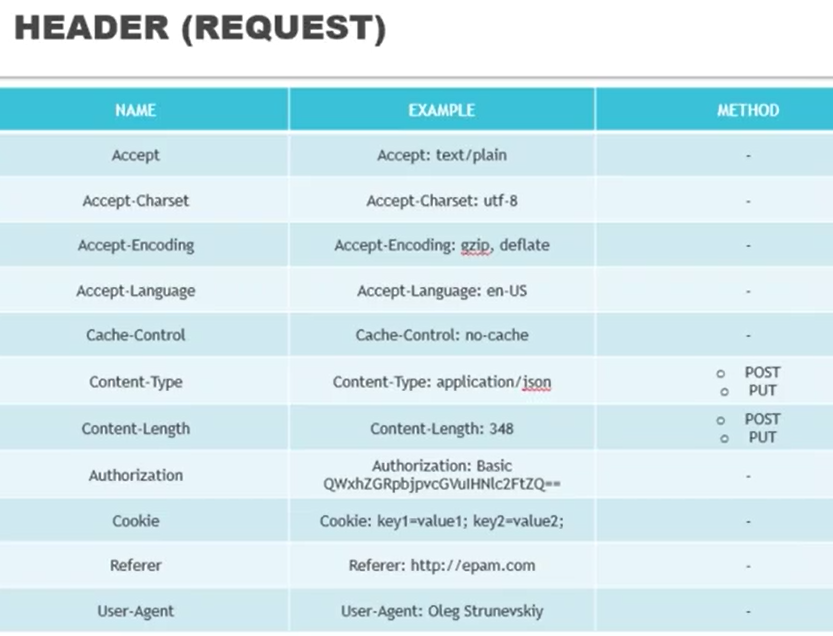 HEADER (REQUEST)
NAME EXAMPLE METHOD
Accept Accept: text/plain -
Accept-Charset Accept-Charset: utf-8 -
Accept-Encoding Accept-Encoding: gzip, deflate -
Accept-Language Accept-Language: en-US -
Cache-Control Cache-Control: no-cache -
Content-Type Content-Type: application/json o POST
o PUT
Content-Length Content-Length: 348 o POST
o PUT
Authorization Authorization: Basic
QWxhZGRpbjpvcGVuIHNlc2FtZQ== -
Cookie Cookie: key1=value1; key2=value2; -
Referer Referer: http://epam.com -
User-Agent User-Agent: Oleg Strunevskiy -